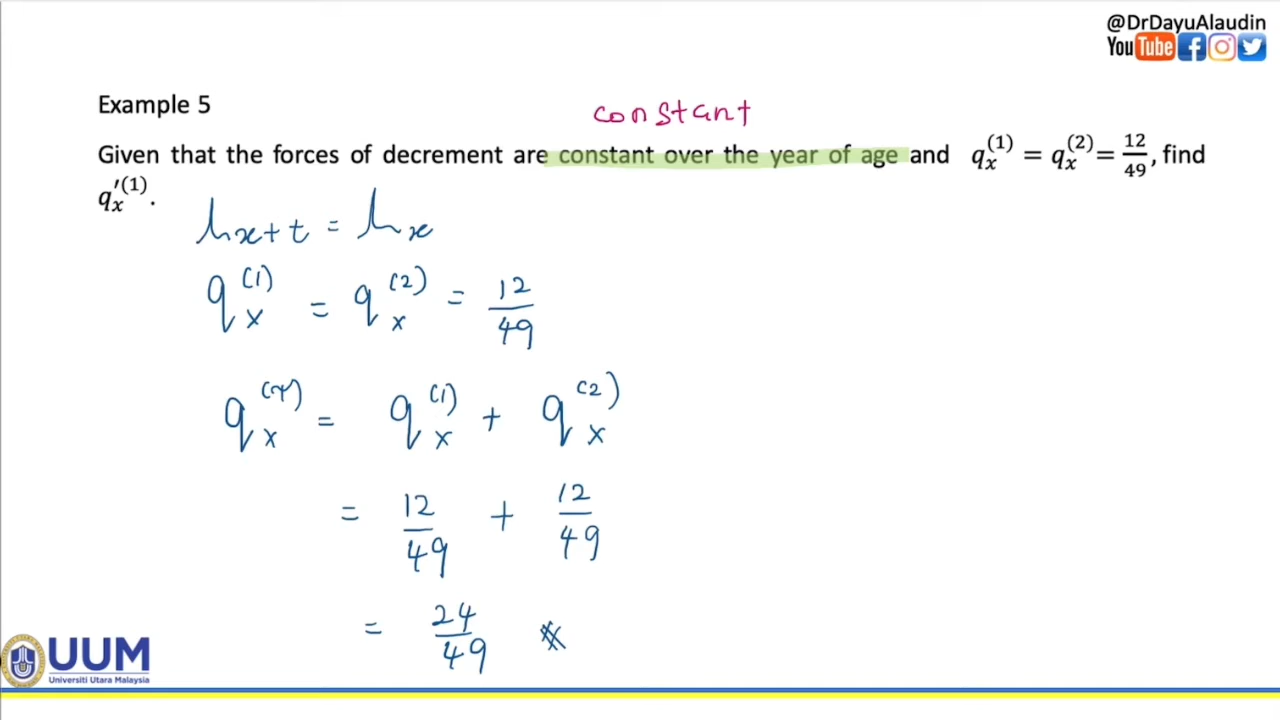 @DrDayuAlaudin
YouTube
Example 5
constant
Given that the forces of decrement are constant over the year of age and q_x^(1) = q_x^(2) = 12/49, find
q_x^′(1).
μ_x+t = μ_x
q_x^(1) = q_x^(2) = 12/49
q_x^(τ) = q_x^(1) + q_x^(2)
= 12/49 + 12/49
= 24/49
UUM
Universiti Utara Malaysia